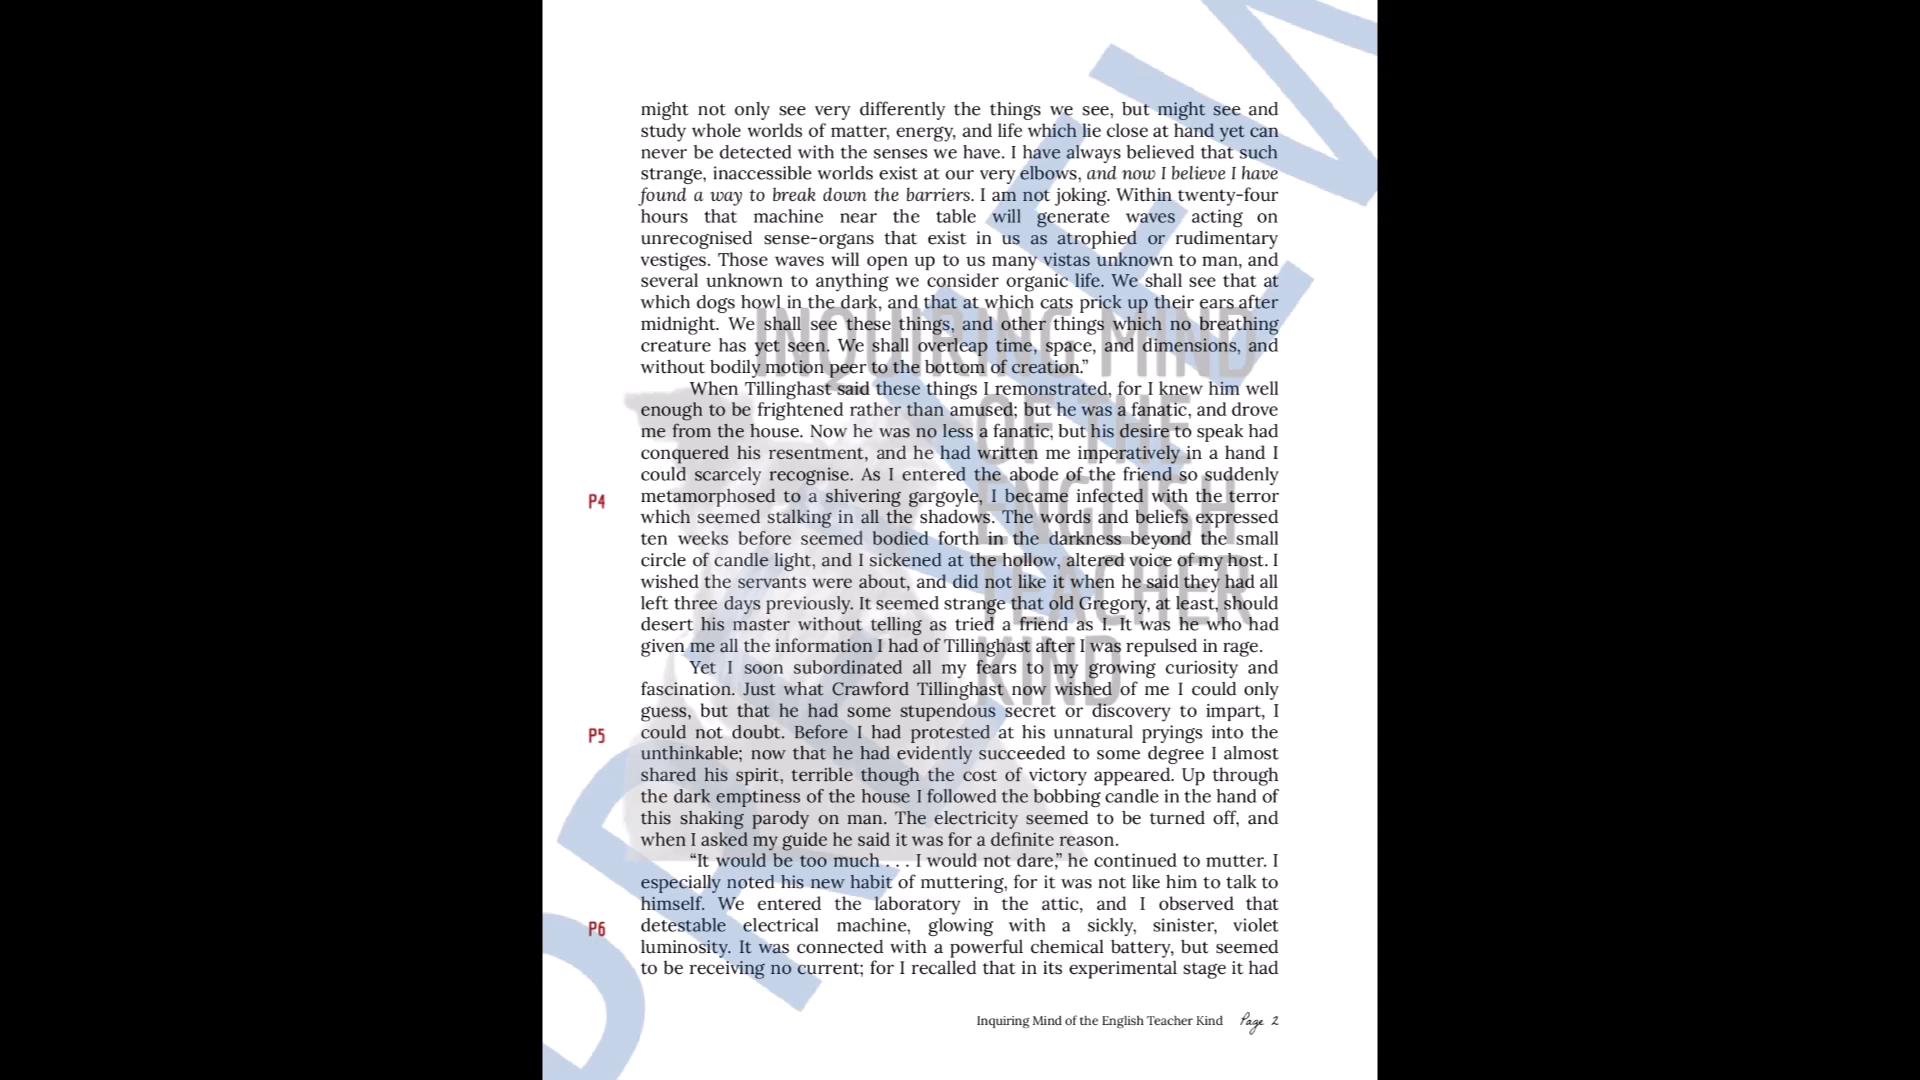 might not only see very differently the things we see, but might see and
study whole worlds of matter, energy, and life which lie close at hand yet can
never be detected with the senses we have. I have always believed that such
strange, inaccessible worlds exist at our very elbows, and now I believe I have
found a way to break down the barriers. I am not joking. Within twenty-four
hours that machine near the table will generate waves acting on
unrecognised sense-organs that exist in us as atrophied or rudimentary
vestiges. Those waves will open up to us many vistas unknown to man, and
several unknown to anything we consider organic life. We shall see that at
which dogs howl in the dark, and that at which cats prick up their ears after
midnight. We shall see these things, and other things which no breathing
creature has yet seen. We shall overleap time, space, and dimensions, and
without bodily motion peer to the bottom of creation.”
When Tillinghast said these things I remonstrated, for I knew him well
enough to be frightened rather than amused; but he was a fanatic, and drove
me from the house. Now he was no less a fanatic, but his desire to speak had
conquered his resentment, and he had written me imperatively in a hand I
could scarcely recognise. As I entered the abode of the friend so suddenly
P4 metamorphosed to a shivering gargoyle, I became infected with the terror
which seemed stalking in all the shadows. The words and beliefs expressed
ten weeks before seemed bodied forth in the darkness beyond the small
circle of candle light, and I sickened at the hollow, altered voice of my host. I
wished the servants were about, and did not like it when he said they had all
left three days previously. It seemed strange that old Gregory, at least, should
desert his master without telling as tried a friend as I. It was he who had
given me all the information I had of Tillinghast after I was repulsed in rage.
Yet I soon subordinated all my fears to my growing curiosity and
fascination. Just what Crawford Tillinghast now wished of me I could only
guess, but that he had some stupendous secret or discovery to impart, I
P5 could not doubt. Before I had protested at his unnatural pryings into the
unthinkable; now that he had evidently succeeded to some degree I almost
shared his spirit, terrible though the cost of victory appeared. Up through
the dark emptiness of the house I followed the bobbing candle in the hand of
this shaking parody on man. The electricity seemed to be turned off, and
when I asked my guide he said it was for a definite reason.
“It would be too much . . . I would not dare,” he continued to mutter. I
especially noted his new habit of muttering, for it was not like him to talk to
himself. We entered the laboratory in the attic, and I observed that
P6 detestable electrical machine, glowing with a sickly, sinister, violet
luminosity. It was connected with a powerful chemical battery, but seemed
to be receiving no current; for I recalled that in its experimental stage it had
Inquiring Mind of the English Teacher Kind Page 2
INQUIRING MIND
OF THE
ENGLISH
TEACHER
KIND
PREVIEW